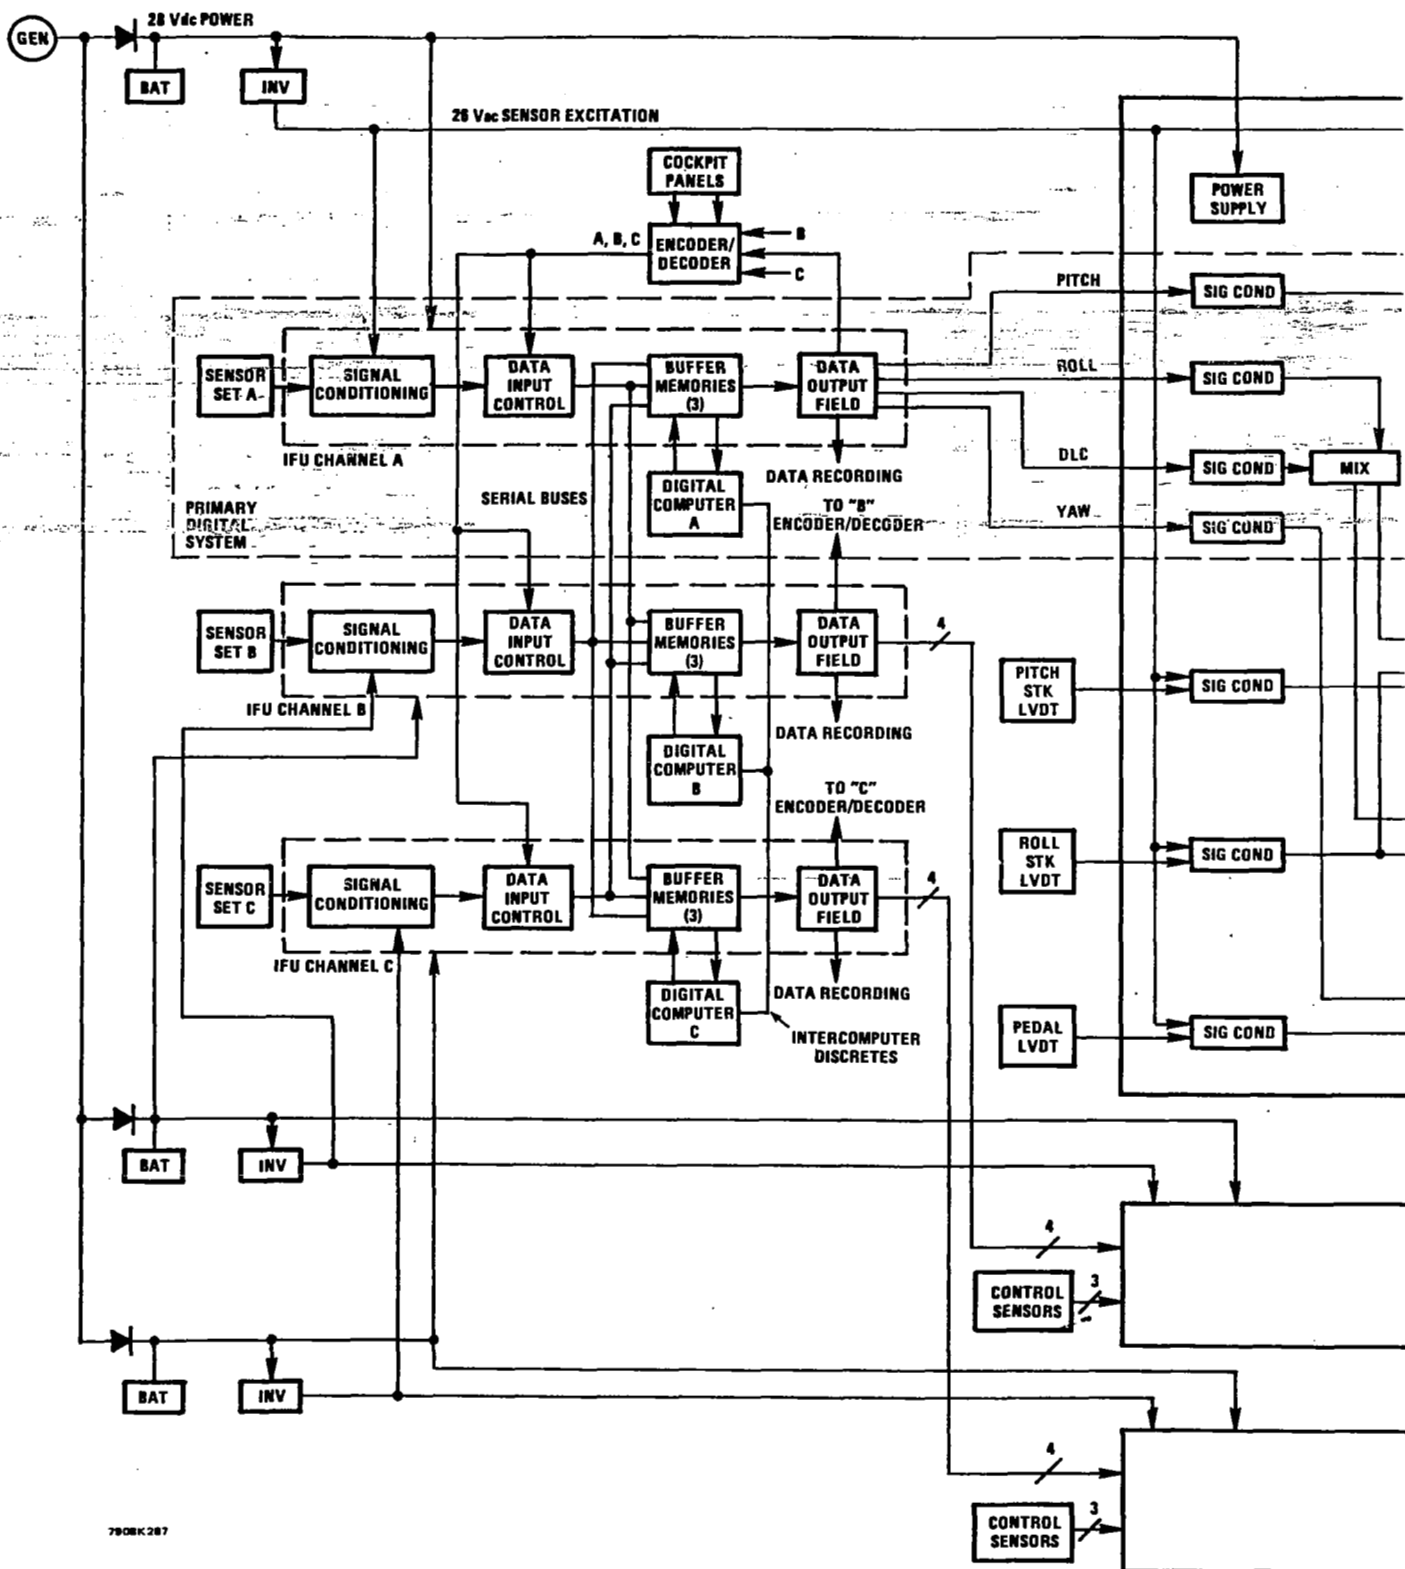 28 Vdc POWER
GEN
BAT
INV
26 Vac SENSOR EXCITATION
COCKPIT
PANELS
POWER
SUPPLY
A, B, C
ENCODER/
DECODER
B
C
PITCH
SIG COND
SENSOR
SET A
SIGNAL
CONDITIONING
DATA
INPUT
CONTROL
BUFFER
MEMORIES
(3)
DATA
OUTPUT
FIELD
ROLL
SIG COND
IFU CHANNEL A
DATA RECORDING
DLC
SIG COND
MIX
PRIMARY
DIGITAL
SYSTEM
SERIAL BUSES
DIGITAL
COMPUTER
A
TO "B"
ENCODER/DECODER
YAW
SIG COND
SENSOR
SET B
SIGNAL
CONDITIONING
DATA
INPUT
CONTROL
BUFFER
MEMORIES
(3)
DATA
OUTPUT
FIELD
4
PITCH
STK
LVDT
SIG COND
IFU CHANNEL B
DATA RECORDING
DIGITAL
COMPUTER
B
TO "C"
ENCODER/DECODER
ROLL
STK
LVDT
SIG COND
SENSOR
SET C
SIGNAL
CONDITIONING
DATA
INPUT
CONTROL
BUFFER
MEMORIES
(3)
DATA
OUTPUT
FIELD
4
IFU CHANNEL C
DATA RECORDING
DIGITAL
COMPUTER
C
INTERCOMPUTER
DISCRETES
PEDAL
LVDT
SIG COND
BAT
INV
4
CONTROL
SENSORS
3
BAT
INV
4
CONTROL
SENSORS
3
7908K287